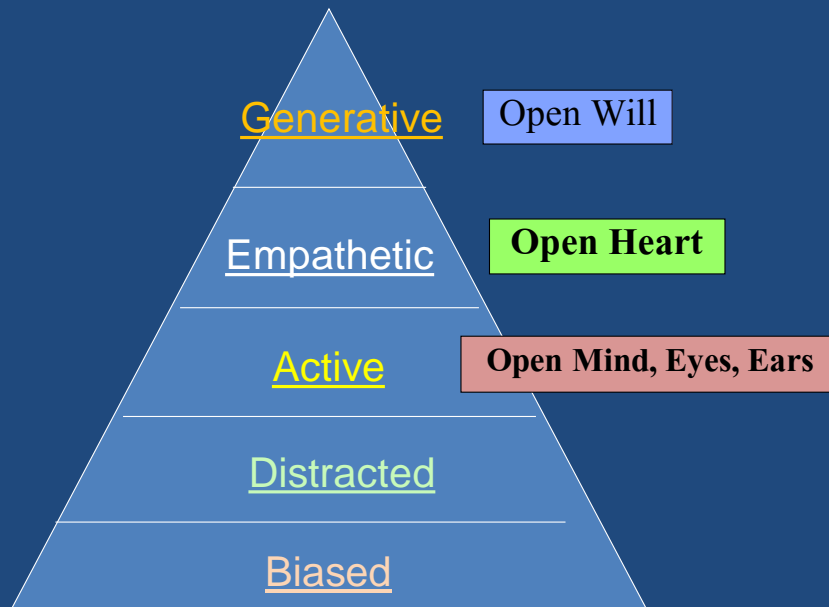 Generative
Open Will
Empathetic
Open Heart
Active
Open Mind, Eyes, Ears
Distracted
Biased